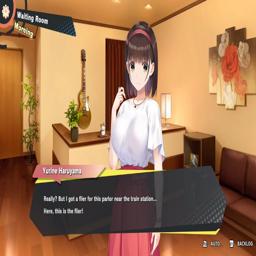 Waiting Room
Morning
Yurine Haruyama
Really? But I got a flier for this parlor near the train station...
Here, this is the flier!
AUTO
BACKLOG